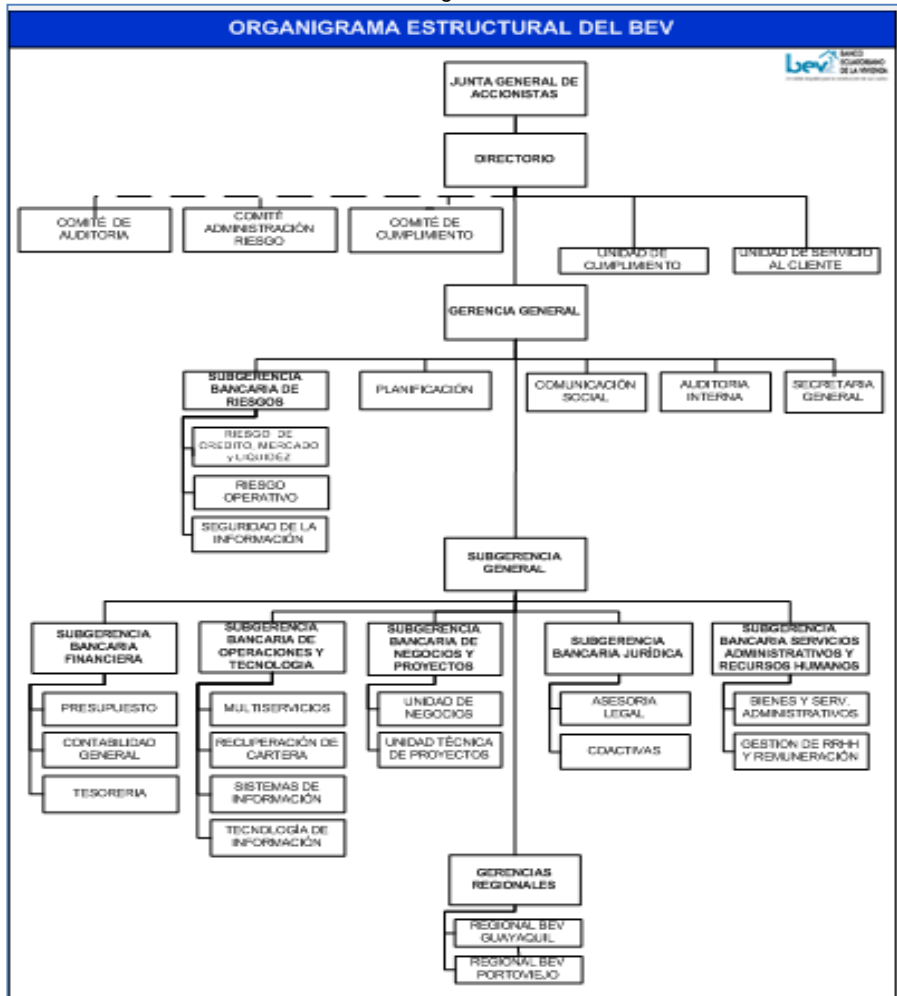 ORGANIGRAMA ESTRUCTURAL DEL BEV
bev
BANCO
ECUATORIANO
DE LA VIVIENDA
JUNTA GENERAL DE
ACCIONISTAS
DIRECTORIO
COMITÉ DE
AUDITORIA
COMITÉ
ADMINISTRACIÓN
RIESGO
COMITÉ DE
CUMPLIMIENTO
UNIDAD DE
CUMPLIMIENTO
UNIDAD DE SERVICIO
AL CLIENTE
GERENCIA GENERAL
SUBGERENCIA
BANCARIA DE
RIESGOS
PLANIFICACIÓN
COMUNICACIÓN
SOCIAL
AUDITORIA
INTERNA
SECRETARIA
GENERAL
RIESGO DE
CREDITO, MERCADO
y LIQUIDEZ
RIESGO
OPERATIVO
SEGURIDAD DE LA
INFORMACIÓN
SUBGERENCIA
GENERAL
SUBGERENCIA
BANCARIA
FINANCIERA
SUBGERENCIA
BANCARIA DE
OPERACIONES Y
TECNOLOGIA
SUBGERENCIA
BANCARIA DE
NEGOCIOS Y
PROYECTOS
SUBGERENCIA
BANCARIA JURÍDICA
SUBGERENCIA
BANCARIA SERVICIOS
ADMINISTRATIVOS Y
RECURSOS HUMANOS
PRESUPUESTO
CONTABILIDAD
GENERAL
TESORERIA
MULTISERVICIOS
RECUPERACIÓN DE
CARTERA
SISTEMAS DE
INFORMACIÓN
TECNOLOGÍA DE
INFORMACIÓN
UNIDAD DE
NEGOCIOS
UNIDAD TÉCNICA
DE PROYECTOS
ASESORIA
LEGAL
COACTIVAS
BIENES Y SERV.
ADMINISTRATIVOS
GESTION DE RRHH
Y REMUNERACIÓN
GERENCIAS
REGIONALES
REGIONAL BEV
GUAYAQUIL
REGIONAL BEV
PORTOVIEJO